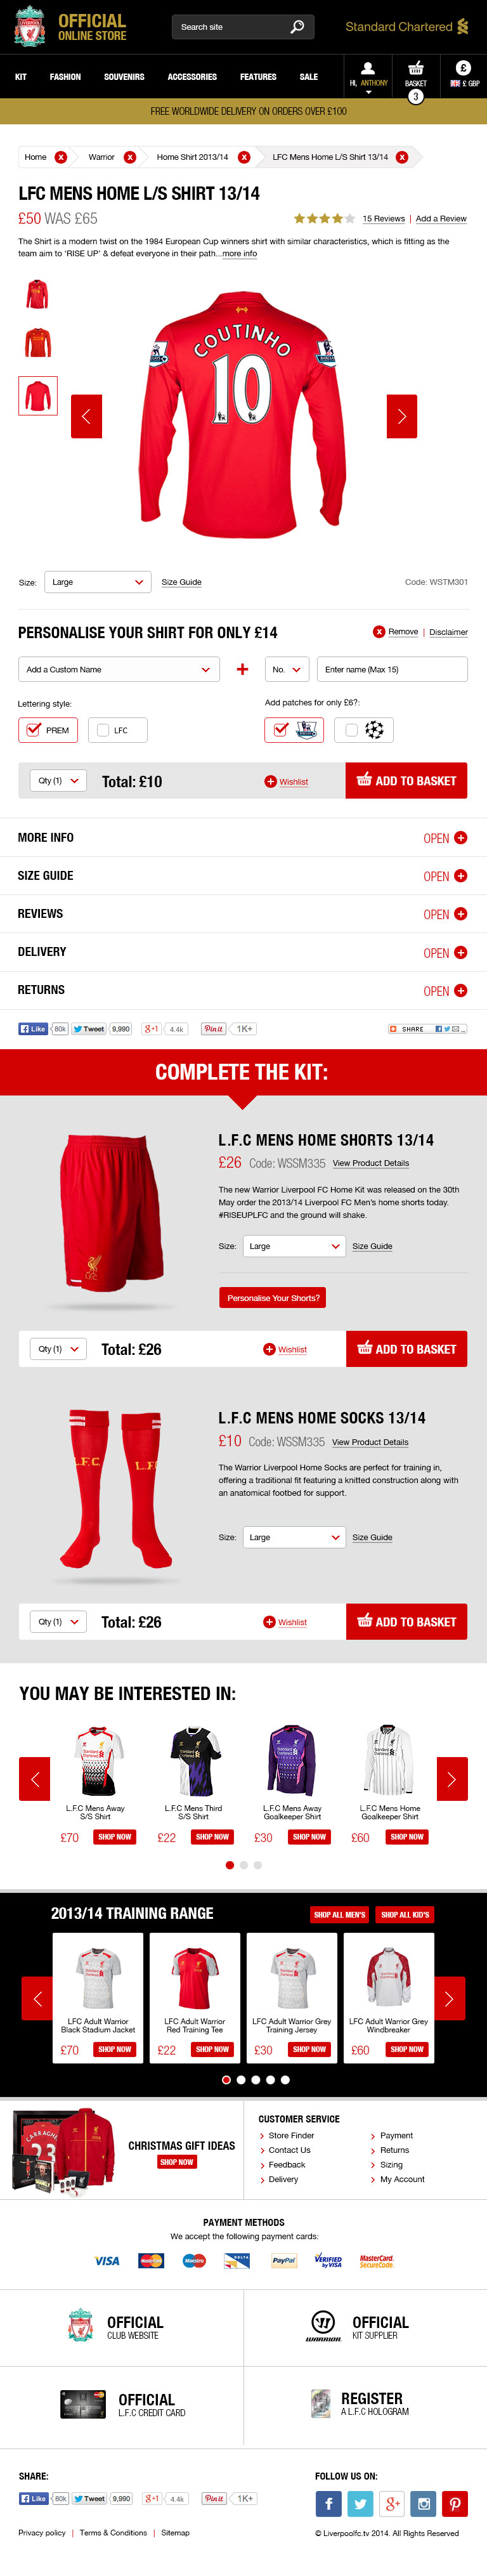 OFFICIAL
ONLINE STORE
Search site
Standard Chartered
KIT FASHION SOUVENIRS ACCESSORIES FEATURES SALE
HI, ANTHONY
BASKET
3
£
£ GBP
FREE WORLDWIDE DELIVERY ON ORDERS OVER £100
Home x Warrior x Home Shirt 2013/14 x LFC Mens Home L/S Shirt 13/14 x
LFC MENS HOME L/S SHIRT 13/14
£50 WAS £65
15 Reviews | Add a Review
The Shirt is a modern twist on the 1984 European Cup winners shirt with similar characteristics, which is fitting as the
team aim to 'RISE UP' & defeat everyone in their path...more info
COUTINHO
10
Size: Large Size Guide Code: WSTM301
PERSONALISE YOUR SHIRT FOR ONLY £14
x Remove | Disclaimer
Add a Custom Name + No. Enter name (Max 15)
Lettering style: Add patches for only £6?:
PREM LFC
Qty (1) Total: £10 Wishlist ADD TO BASKET
MORE INFO OPEN
SIZE GUIDE OPEN
REVIEWS OPEN
DELIVERY OPEN
RETURNS OPEN
Like 80k Tweet 9,990 g+1 4.4k Pin it 1K+ SHARE
COMPLETE THE KIT:
L.F.C MENS HOME SHORTS 13/14
£26 Code: WSSM335 View Product Details
The new Warrior Liverpool FC Home Kit was released on the 30th
May order the 2013/14 Liverpool FC Men's home shorts today.
#RISEUPLFC and the ground will shake.
Size: Large Size Guide
Personalise Your Shorts?
Qty (1) Total: £26 Wishlist ADD TO BASKET
L.F.C MENS HOME SOCKS 13/14
£10 Code: WSSM335 View Product Details
The Warrior Liverpool Home Socks are perfect for training in,
offering a traditional fit featuring a knitted construction along with
an anatomical footbed for support.
Size: Large Size Guide
Qty (1) Total: £26 Wishlist ADD TO BASKET
YOU MAY BE INTERESTED IN:
L.F.C Mens Away
S/S Shirt
£70 SHOP NOW
L.F.C Mens Third
S/S Shirt
£22 SHOP NOW
L.F.C Mens Away
Goalkeeper Shirt
£30 SHOP NOW
L.F.C Mens Home
Goalkeeper Shirt
£60 SHOP NOW
2013/14 TRAINING RANGE
SHOP ALL MEN'S SHOP ALL KID'S
LFC Adult Warrior
Black Stadium Jacket
£70 SHOP NOW
LFC Adult Warrior
Red Training Tee
£22 SHOP NOW
LFC Adult Warrior Grey
Training Jersey
£30 SHOP NOW
LFC Adult Warrior Grey
Windbreaker
£60 SHOP NOW
CARRAGHER
23
CHRISTMAS GIFT IDEAS
SHOP NOW
CUSTOMER SERVICE
Store Finder Payment
Contact Us Returns
Feedback Sizing
Delivery My Account
PAYMENT METHODS
We accept the following payment cards:
VISA MasterCard Maestro DELTA PayPal VERIFIED by VISA MasterCard. SecureCode.
OFFICIAL
CLUB WEBSITE
WARRIOR
OFFICIAL
KIT SUPPLIER
OFFICIAL
L.F.C CREDIT CARD
REGISTER
A L.F.C HOLOGRAM
SHARE: FOLLOW US ON:
Like 80k Tweet 9,990 g+1 4.4k Pin it 1K+
Privacy policy | Terms & Conditions | Sitemap
© Liverpoolfc.tv 2014. All Rights Reserved